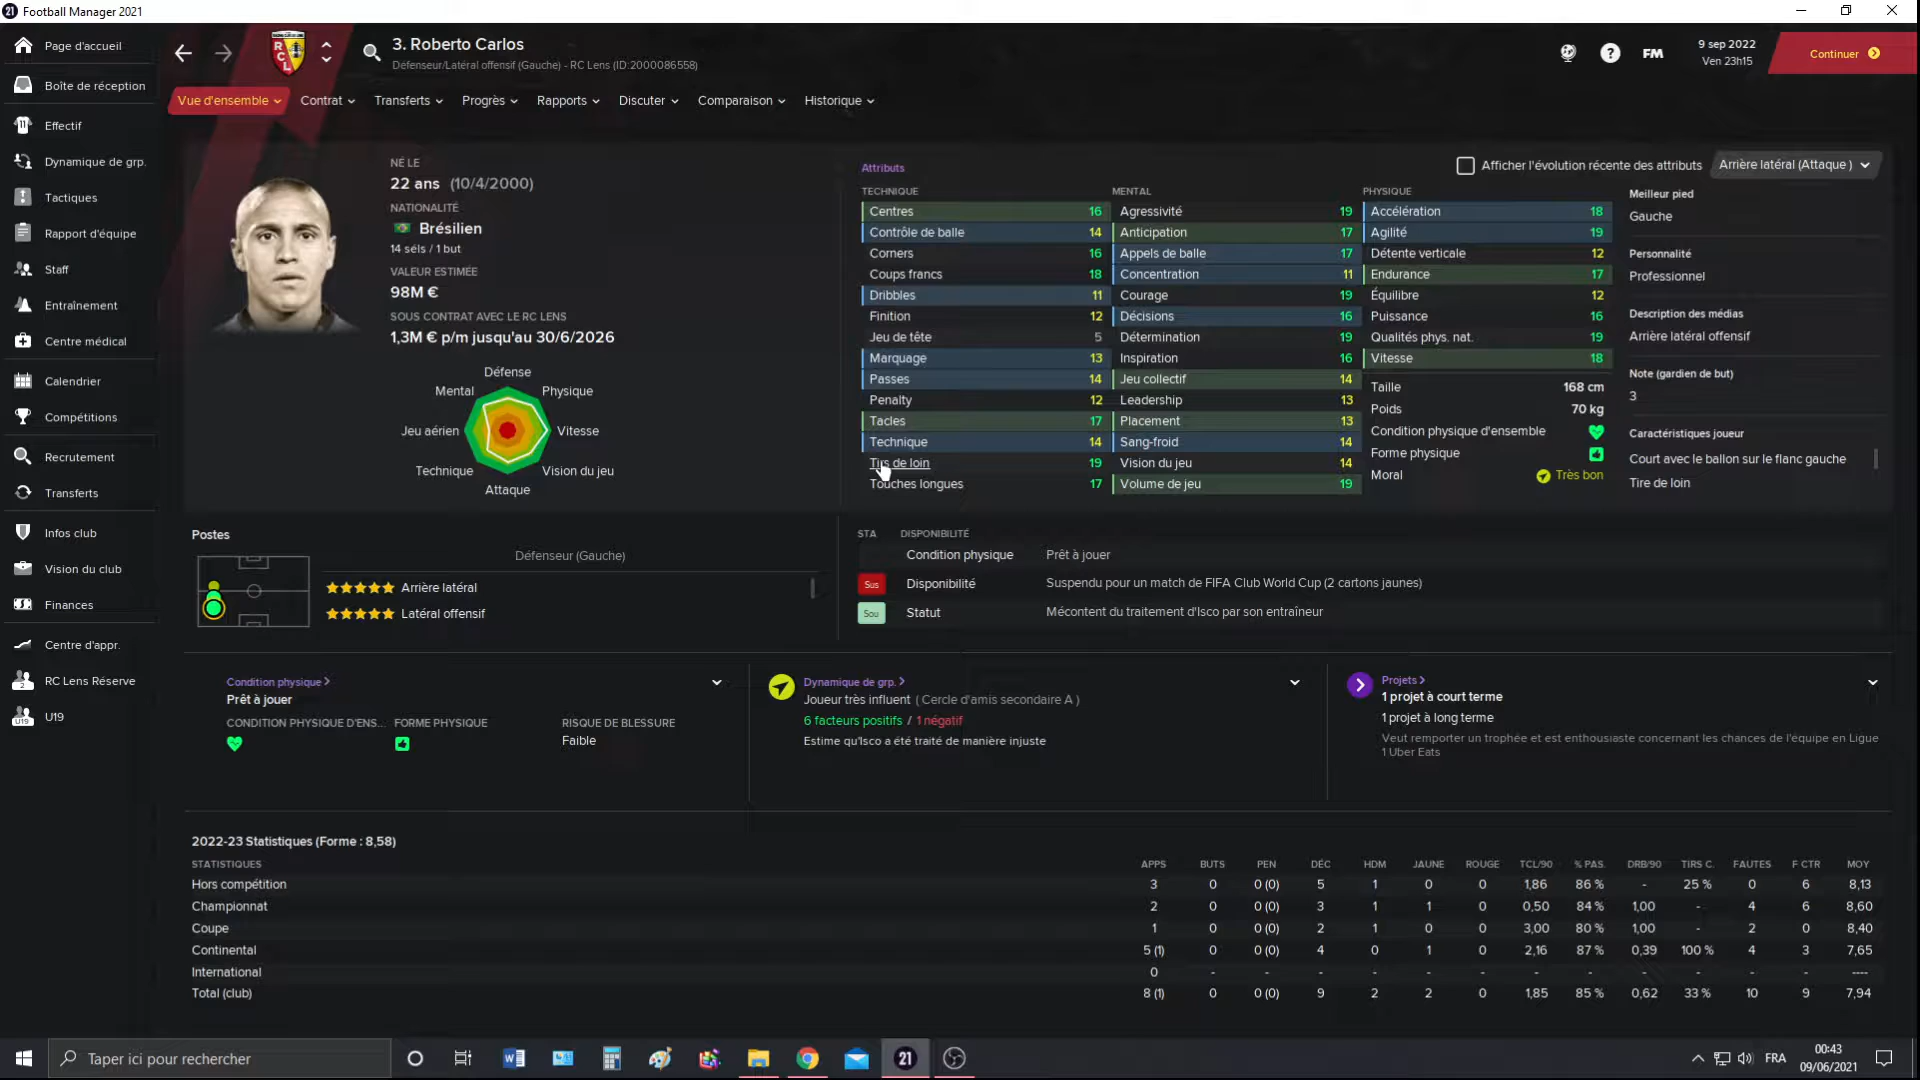 Football Manager 2021
Page d'accueil
Boîte de réception
Effectif
Dynamique de grp.
Tactiques
Rapport d'équipe
Staff
Entraînement
Centre médical
Calendrier
Compétitions
Recrutement
Transferts
Infos club
Vision du club
Finances
Centre d'appr.
RC Lens Réserve
U19
3. Roberto Carlos
Défenseur/Latéral offensif (Gauche) - RC Lens (ID:2000086558)
FM
9 sep 2022
Ven 23h15
Continuer
Vue d'ensemble Contrat Transferts Progrès Rapports Discuter Comparaison Historique
NÉ LE
22 ans (10/4/2000)
NATIONALITÉ
Brésilien
14 séls / 1 but
VALEUR ESTIMÉE
98M €
SOUS CONTRAT AVEC LE RC LENS
1,3M € p/m jusqu'au 30/6/2026
Défense
Mental Physique
Jeu aérien Vitesse
Technique Vision du jeu
Attaque
Attributs
Afficher l'évolution récente des attributs
Arrière latéral (Attaque )
TECHNIQUE
Centres 16
Contrôle de balle 14
Corners 16
Coups francs 18
Dribbles 11
Finition 12
Jeu de tête 5
Marquage 13
Passes 14
Penalty 12
Tacles 17
Technique 14
Tirs de loin 19
Touches longues 17
MENTAL
Agressivité 19
Anticipation 17
Appels de balle 17
Concentration 11
Courage 19
Décisions 16
Détermination 19
Inspiration 16
Jeu collectif 14
Leadership 13
Placement 13
Sang-froid 14
Vision du jeu 14
Volume de jeu 19
PHYSIQUE
Accélération 18
Agilité 19
Détente verticale 12
Endurance 17
Équilibre 12
Puissance 16
Qualités phys. nat. 19
Vitesse 18
Taille 168 cm
Poids 70 kg
Condition physique d'ensemble
Forme physique
Moral Très bon
Meilleur pied
Gauche
Personnalité
Professionnel
Description des médias
Arrière latéral offensif
Note (gardien de but)
3
Caractéristiques joueur
Court avec le ballon sur le flanc gauche
Tire de loin
Postes
Défenseur (Gauche)
Arrière latéral
Latéral offensif
STA DISPONIBILITÉ
Condition physique Prêt à jouer
Sus Disponibilité Suspendu pour un match de FIFA Club World Cup (2 cartons jaunes)
Sou Statut Mécontent du traitement d'Isco par son entraîneur
Condition physique >
Prêt à jouer
CONDITION PHYSIQUE D'ENS... FORME PHYSIQUE RISQUE DE BLESSURE
Faible
Dynamique de grp. >
Joueur très influent ( Cercle d'amis secondaire A )
6 facteurs positifs / 1 négatif
Estime qu'Isco a été traité de manière injuste
Projets >
1 projet à court terme
1 projet à long terme
Veut remporter un trophée et est enthousiaste concernant les chances de l'équipe en Ligue
1 Uber Eats
2022-23 Statistiques (Forme : 8,58)
STATISTIQUES APPS BUTS PEN DÉC HDM JAUNE ROUGE TCL/90 % PAS. DRB/90 TIRS C. FAUTES F CTR MOY
Hors compétition 3 0 0 (0) 5 1 0 0 1,86 86 % - 25 % 0 6 8,13
Championnat 2 0 0 (0) 3 1 1 0 0,50 84 % 1,00 - 4 6 8,60
Coupe 1 0 0 (0) 2 1 0 0 3,00 80 % 1,00 - 2 0 8,40
Continental 5 (1) 0 0 (0) 4 0 1 0 2,16 87 % 0,39 100 % 4 3 7,65
International 0 - - - - - - - - - - - - ----
Total (club) 8 (1) 0 0 (0) 9 2 2 0 1,85 85 % 0,62 33 % 10 9 7,94
Taper ici pour rechercher
21
FRA
00:43
09/06/2021